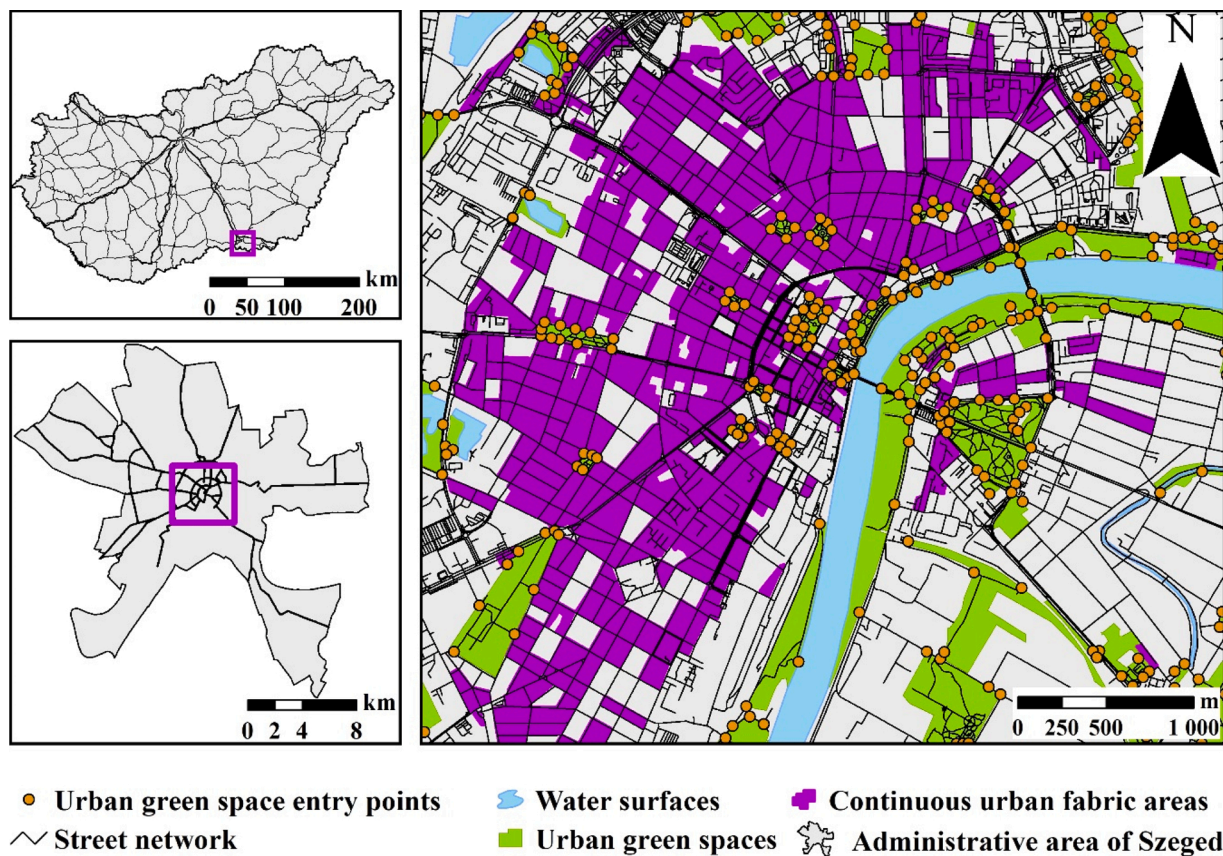 N
km
0 50 100 200
km
0 2 4 8
m
0 250 500 1 000
Urban green space entry points
Water surfaces
Continuous urban fabric areas
Street network
Urban green spaces
Administrative area of Szeged